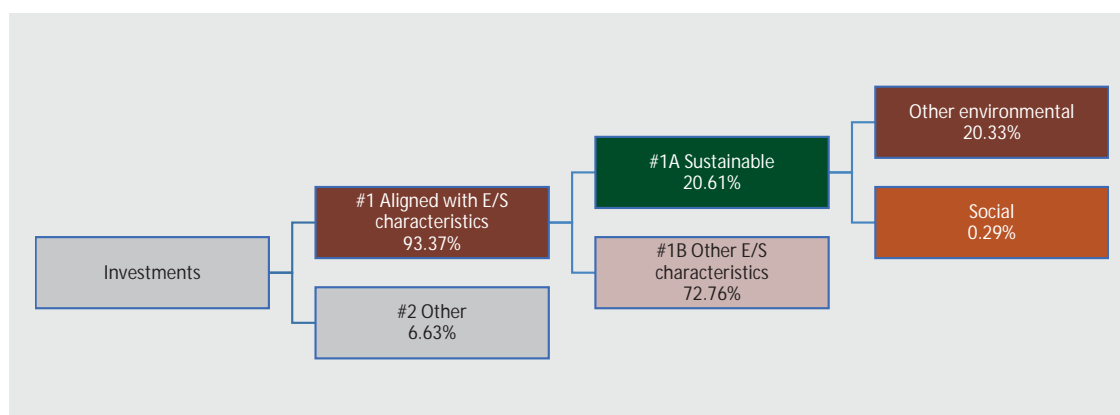 Investments
#1 Aligned with E/S
characteristics
93.37%
#2 Other
6.63%
#1A Sustainable
20.61%
#1B Other E/S
characteristics
72.76%
Other environmental
20.33%
Social
0.29%